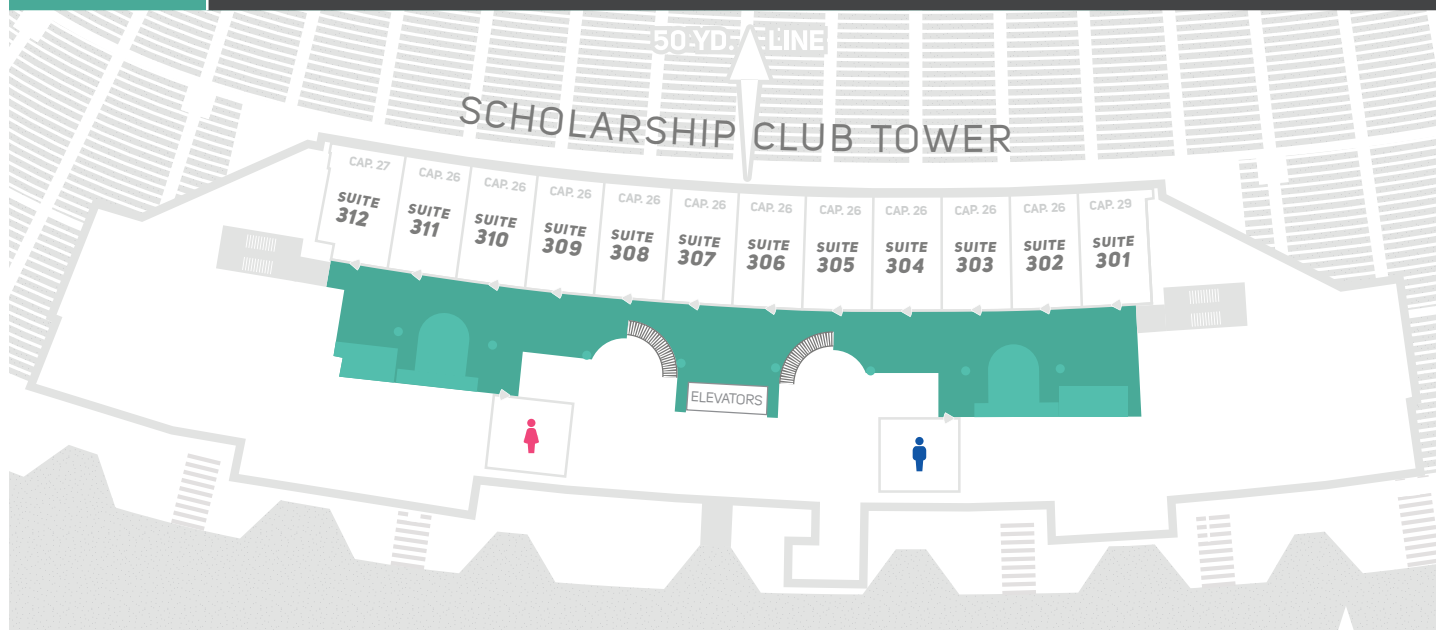 50 YD. LINE
SCHOLARSHIP CLUB TOWER
CAP. 27
SUITE
312
CAP. 26
SUITE
311
CAP. 26
SUITE
310
CAP. 26
SUITE
309
CAP. 26
SUITE
308
CAP. 26
SUITE
307
CAP. 26
SUITE
306
CAP. 26
SUITE
305
CAP. 26
SUITE
304
CAP. 26
SUITE
303
CAP. 26
SUITE
302
CAP. 29
SUITE
301
ELEVATORS